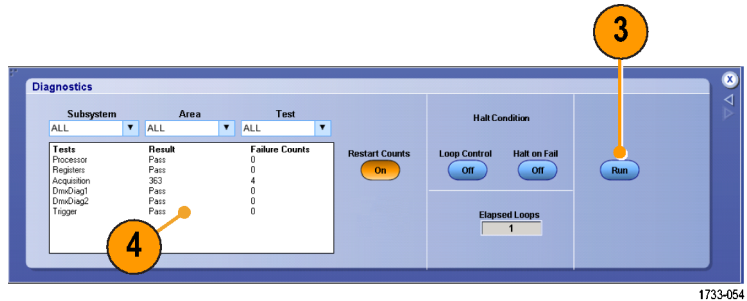 3
Diagnostics
X
Subsystem Area Test
ALL ALL ALL
Halt Condition
Tests Result Failure Counts
Processor Pass 0
Registers Pass 0
Acquisition 363 4
DmxDiag1 Pass 0
DmxDiag2 Pass 0
Trigger Pass 0
Restart Counts
On
Loop Control Halt on Fail
Off Off
Run
Elapsed Loops
1
4
1733-054